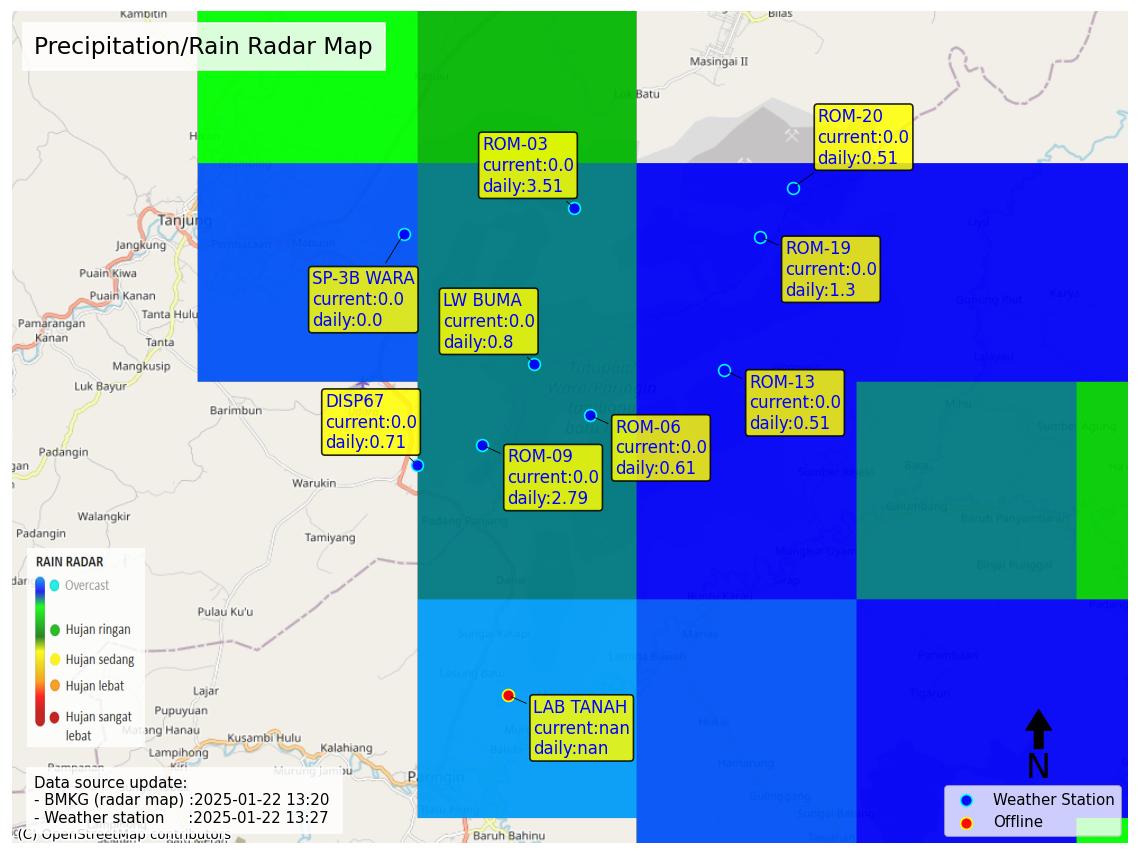 Kambitin
Bilas
Precipitation/Rain Radar Map
Masingai II
ROM-20
current:0.0
daily:0.51
ROM-03
current:0.0
daily:3.51
Tanjung
Jangkung
ROM-19
current:0.0
daily:1.3
SP-3B WARA
current:0.0
daily:0.0
Puain Kiwa
Puain Kanan
Tanta Hulu
LW BUMA
current:0.0
daily:0.8
Pamarangan
Kanan
Tanta
Mangkusip
Luk Bayur
ROM-13
current:0.0
daily:0.51
DISP67
current:0.0
daily:0.71
Barimbun
ROM-06
current:0.0
daily:0.61
ROM-09
current:0.0
daily:2.79
Warukin
Walangkir
Padangin
Tamiyang
Padang Panjang
RAIN RADAR
Overcast
Hujan ringan
Hujan sedang
Hujan lebat
Hujan sangat
lebat
Pulau Ku'u
Lajar
Pupuyuan
Matang Hanau
Lampihong
Kusambi Hulu
Kalahiang
Murung Jambu
LAB TANAH
current:nan
daily:nan
N
Data source update:
- BMKG (radar map) :2025-01-22 13:20
- Weather station :2025-01-22 13:27
(C) OpenStreetMap contributors
Baruh Bahinu
Weather Station
Offline